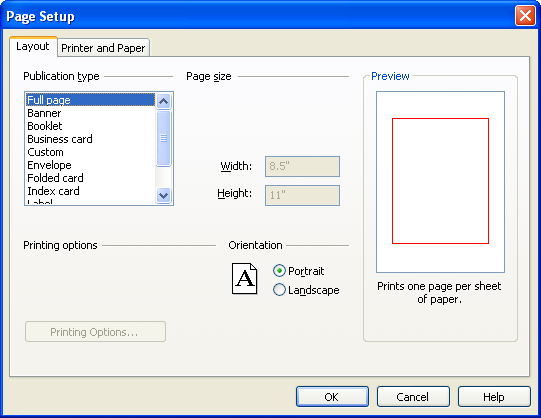 Page Setup
Layout
Printer and Paper
Publication type
Page size
Preview
Full page
Banner
Booklet
Business card
Custom
Envelope
Folded card
Index card
Label
Width:
8.5"
Height:
11"
Printing options
Orientation
A
Portrait
Landscape
Prints one page per sheet
of paper.
Printing Options...
OK
Cancel
Help